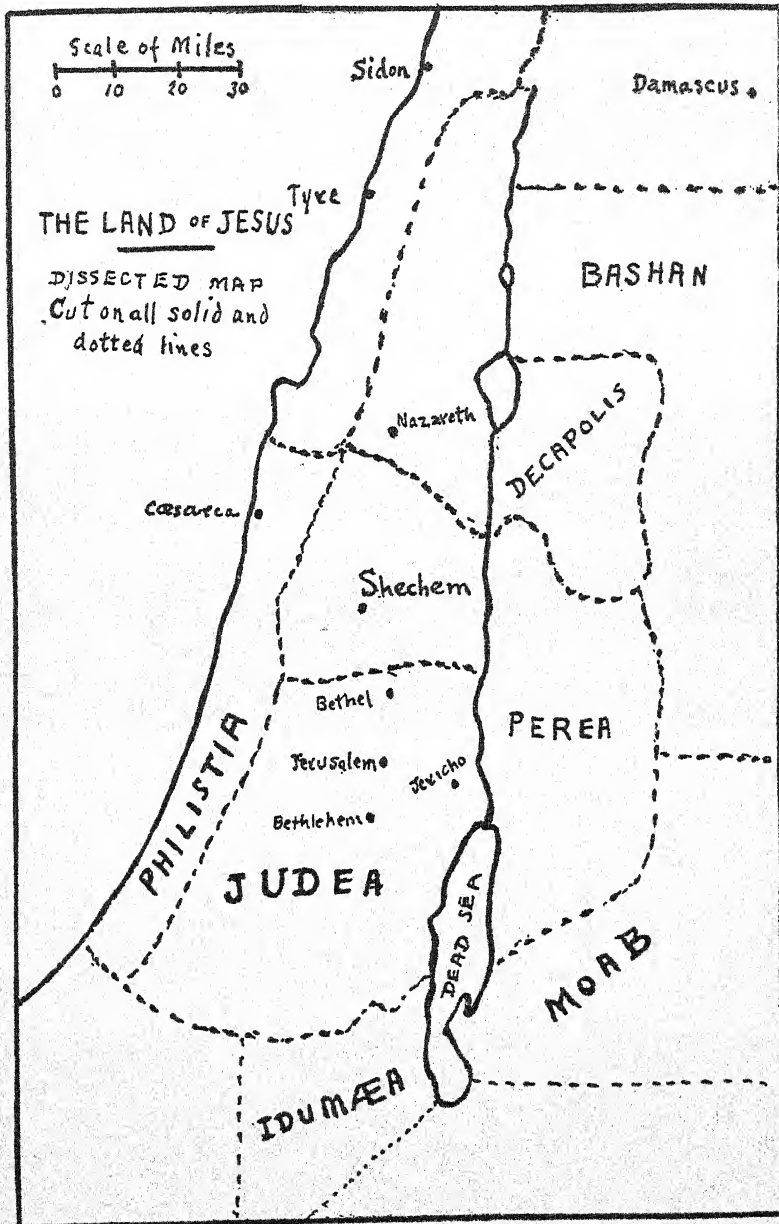 Scale of Miles
0 10 20 30
Sidon
Damascus
Tyre
THE LAND OF JESUS
DISSECTED MAP
Cut on all solid and
dotted lines
BASHAN
Nazareth
DECAPOLIS
Cæsarea
Shechem
Bethel
PEREA
Jerusalem
Jericho
PHILISTIA
Bethlehem
JUDEA
DEAD SEA
MOAB
IDUMÆA